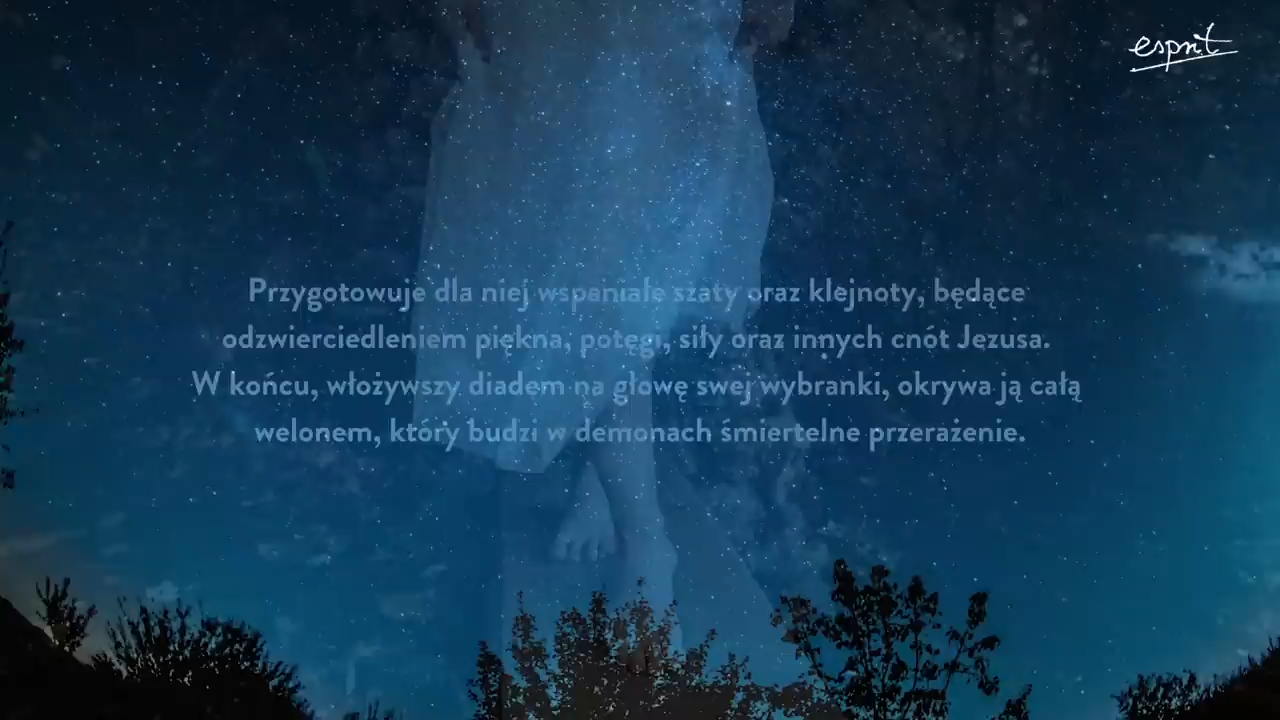 esprit
Przygotowuje dla niej wspaniałe szaty oraz klejnoty, będące
odzwierciedleniem piękna, potęgi, siły oraz innych cnót Jezusa.
W końcu, włożywszy diadem na głowę swej wybranki, okrywa ją całą
welonem, który budzi w demonach śmiertelne przerażenie.